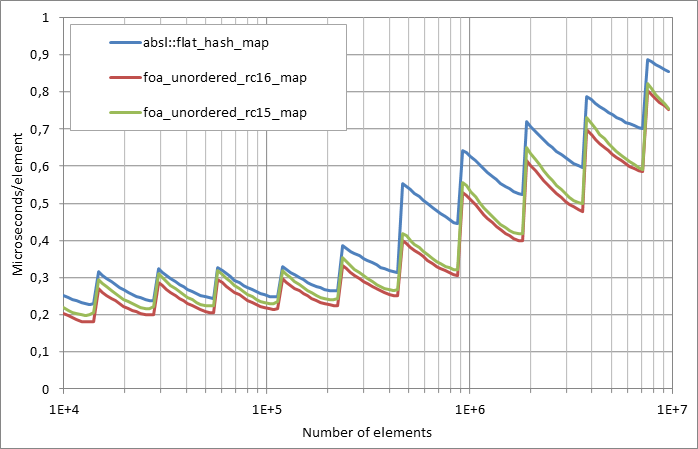 1
0,9
0,8
0,7
0,6
0,5
0,4
0,3
0,2
0,1
0
Microseconds/element
absl::flat_hash_map
foa_unordered_rc16_map
foa_unordered_rc15_map
1E+4 1E+5 1E+6 1E+7
Number of elements